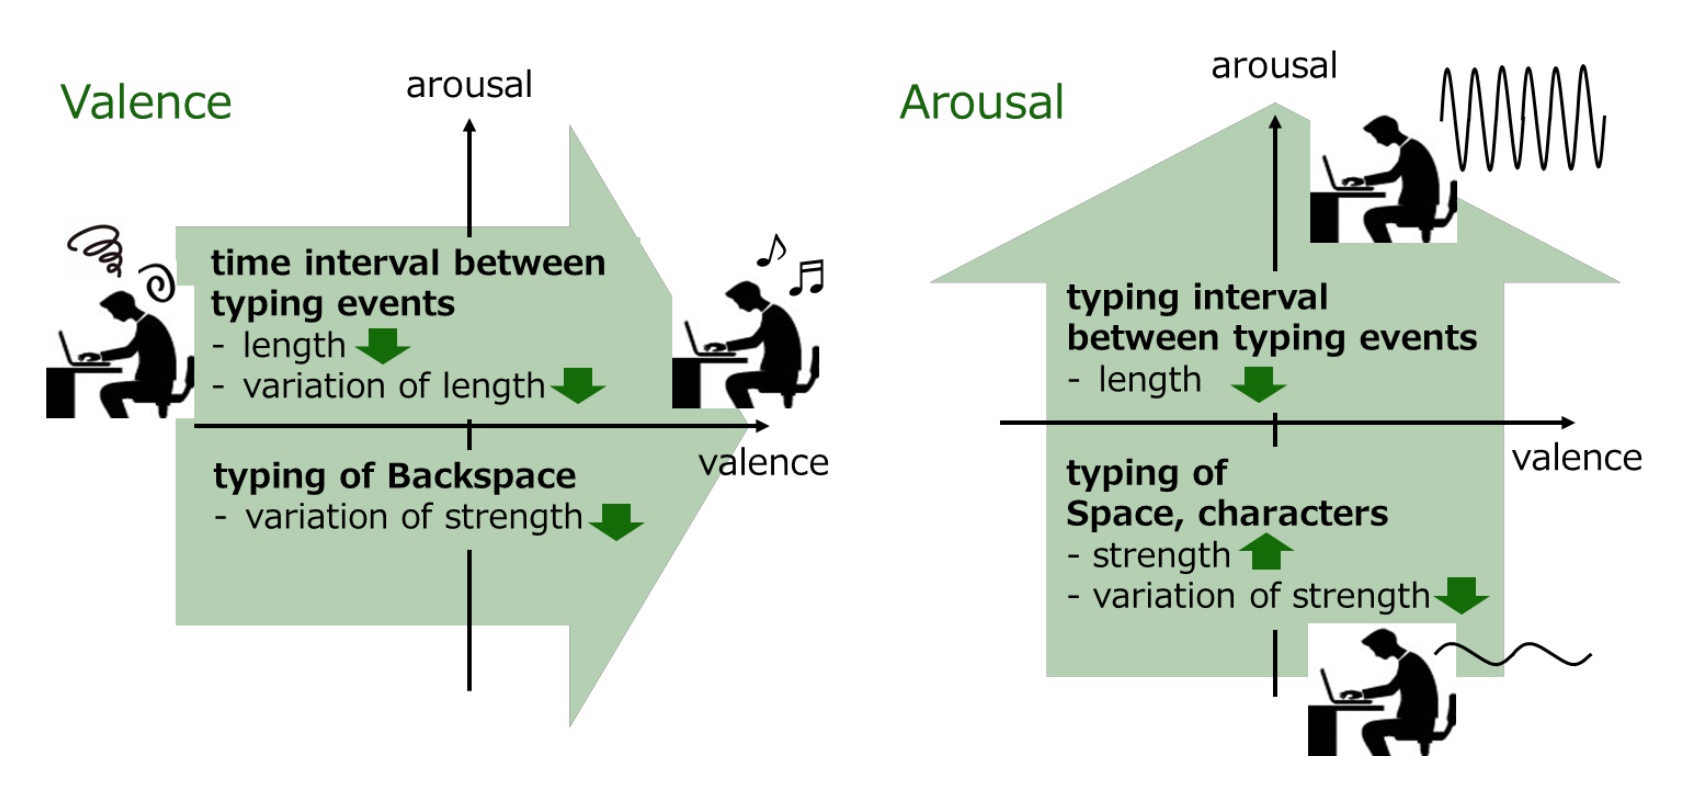 Valence
arousal
time interval between
typing events
- length
- variation of length
valence
typing of Backspace
- variation of strength
Arousal
arousal
typing interval
between typing events
- length
valence
typing of
Space, characters
- strength
- variation of strength